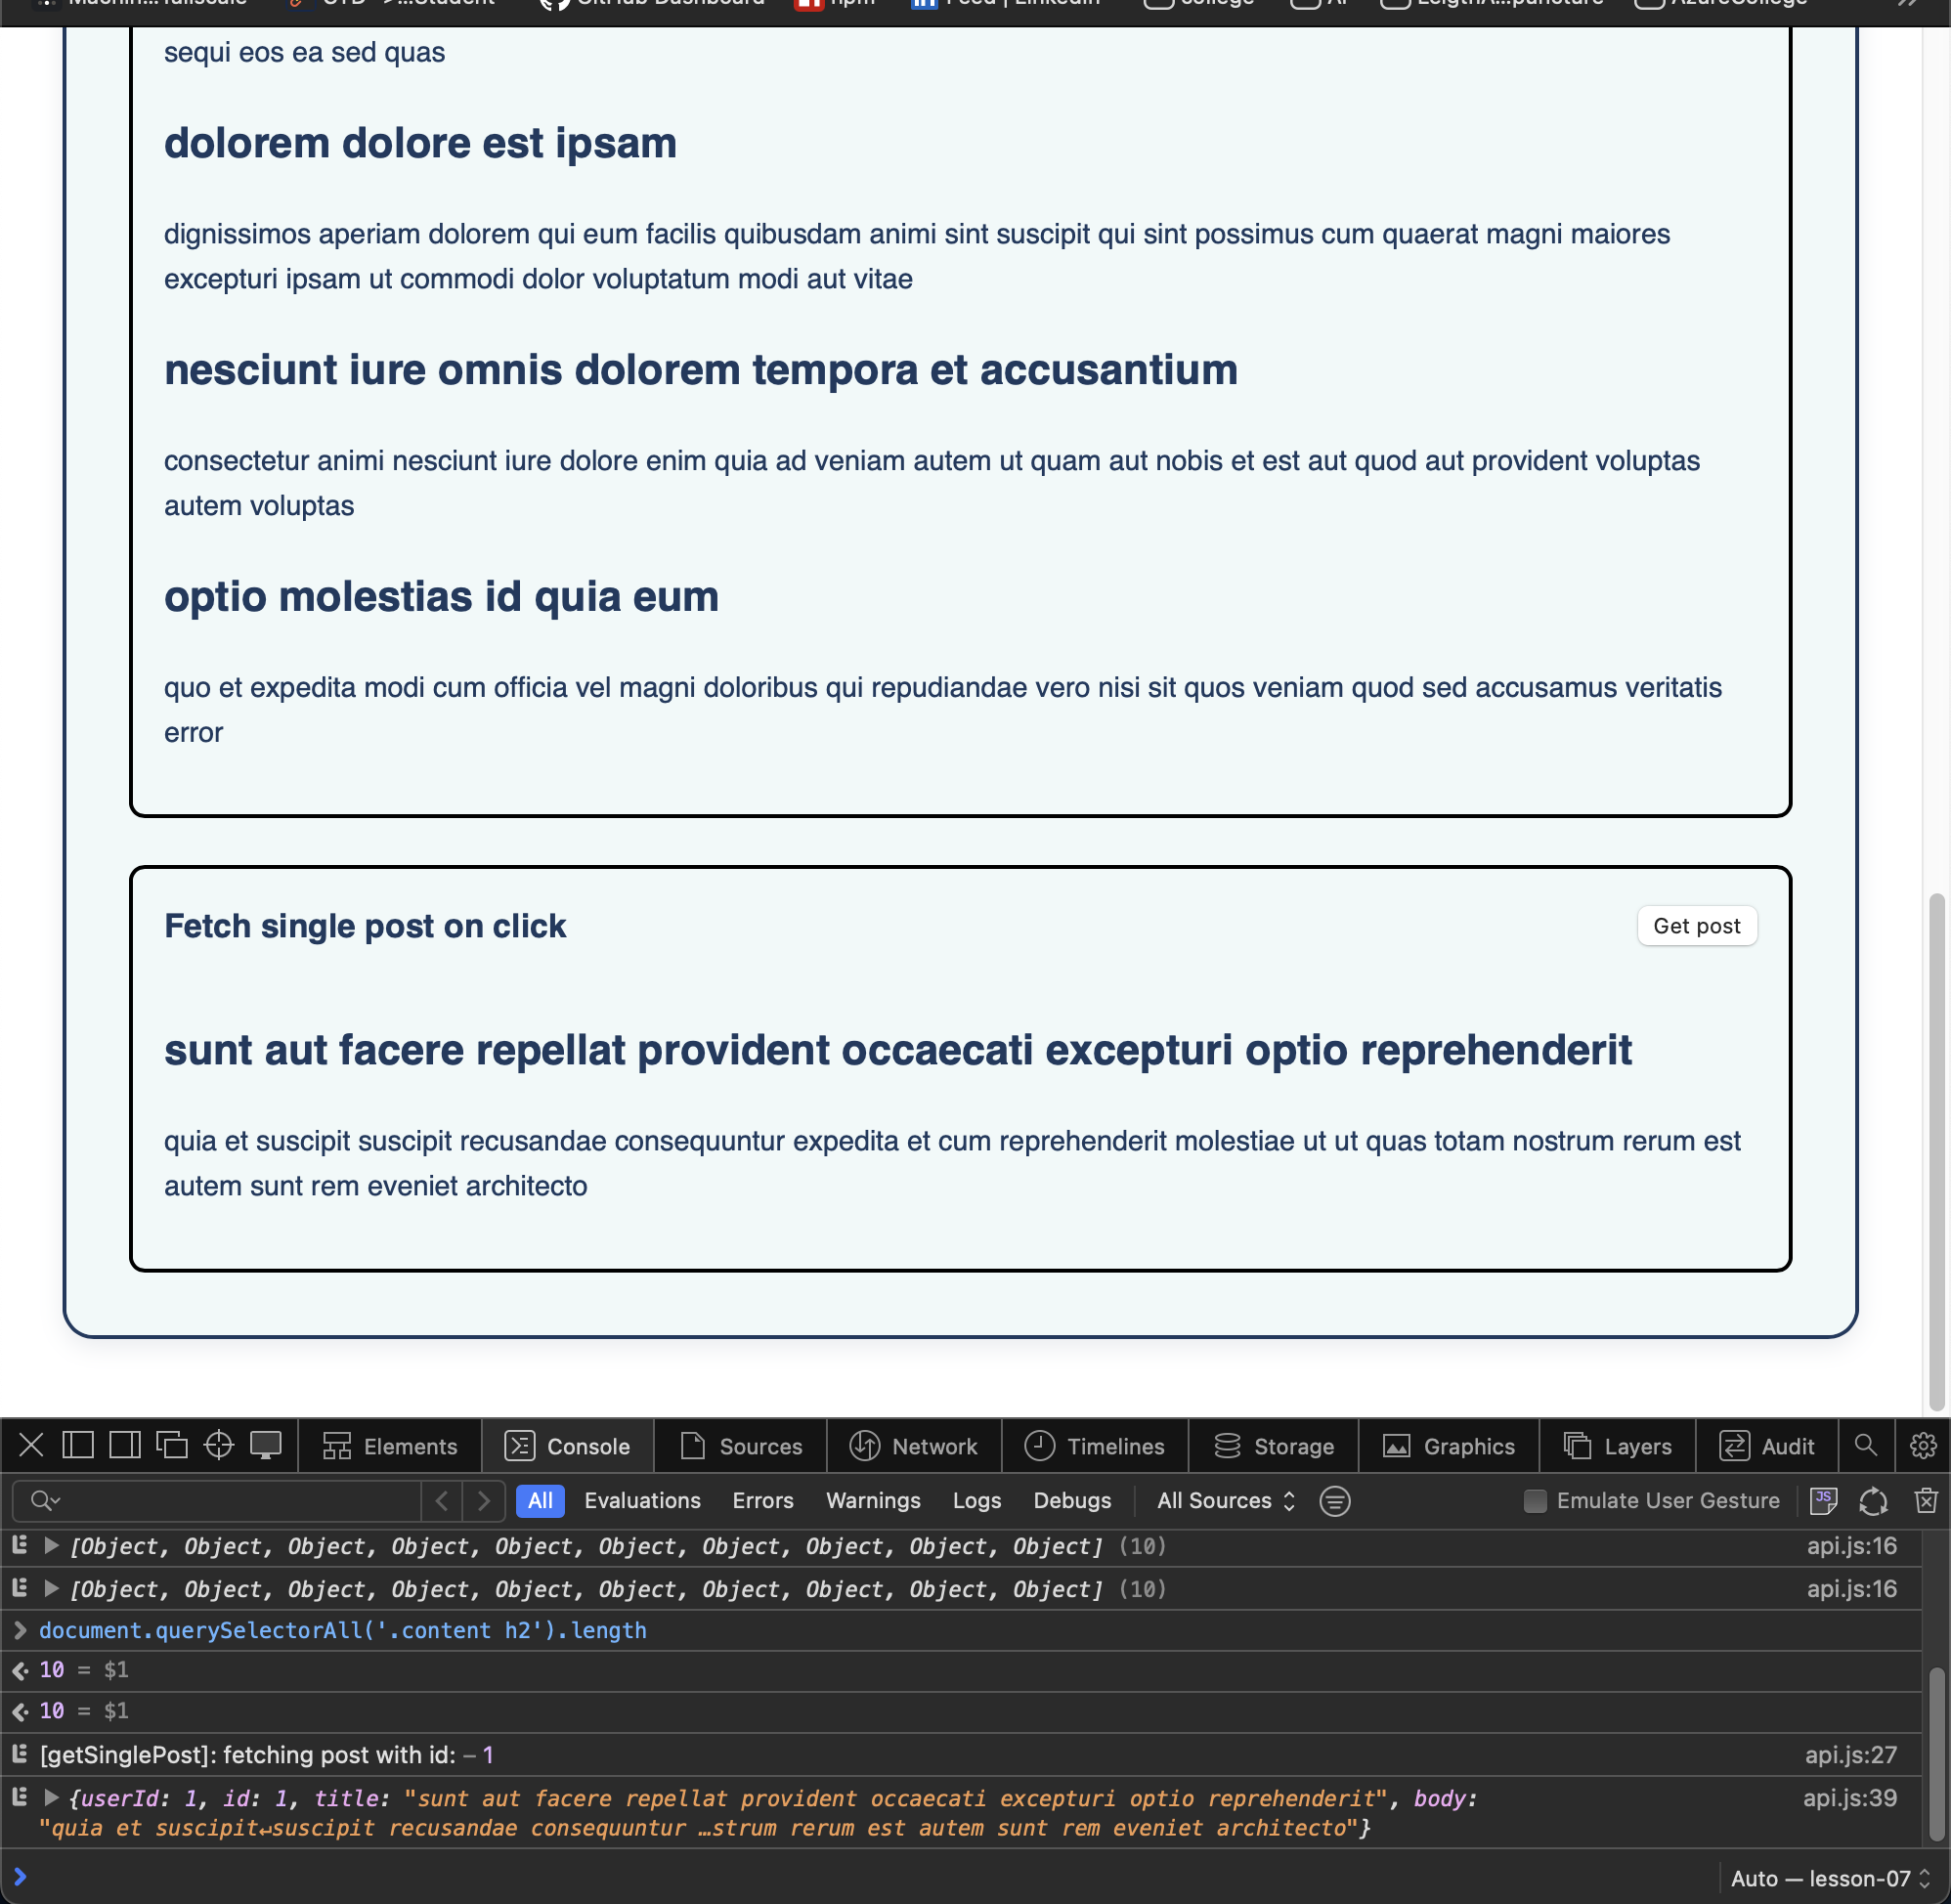 GitHub Dashboard npm Feed | LinkedIn college AI LeigthA...puncture AzureCollege
sequi eos ea sed quas
dolorem dolore est ipsam
dignissimos aperiam dolorem qui eum facilis quibusdam animi sint suscipit qui sint possimus cum quaerat magni maiores
excepturi ipsam ut commodi dolor voluptatum modi aut vitae
nesciunt iure omnis dolorem tempora et accusantium
consectetur animi nesciunt iure dolore enim quia ad veniam autem ut quam aut nobis et est aut quod aut provident voluptas
autem voluptas
optio molestias id quia eum
quo et expedita modi cum officia vel magni doloribus qui repudiandae vero nisi sit quos veniam quod sed accusamus veritatis
error
Fetch single post on click Get post
sunt aut facere repellat provident occaecati excepturi optio reprehenderit
quia et suscipit suscipit recusandae consequuntur expedita et cum reprehenderit molestiae ut ut quas totam nostrum rerum est
autem sunt rem eveniet architecto
Elements Console Sources Network Timelines Storage Graphics Layers Audit
All Evaluations Errors Warnings Logs Debugs All Sources Emulate User Gesture JS
[Object, Object, Object, Object, Object, Object, Object, Object, Object, Object] (10) api.js:16
[Object, Object, Object, Object, Object, Object, Object, Object, Object, Object] (10) api.js:16
document.querySelectorAll('.content h2').length
10 = $1
10 = $1
[getSinglePost]: fetching post with id: – 1 api.js:27
{userId: 1, id: 1, title: "sunt aut facere repellat provident occaecati excepturi optio reprehenderit", body: api.js:39
"quia et suscipit↵suscipit recusandae consequuntur …strum rerum est autem sunt rem eveniet architecto"}
Auto — lesson-07